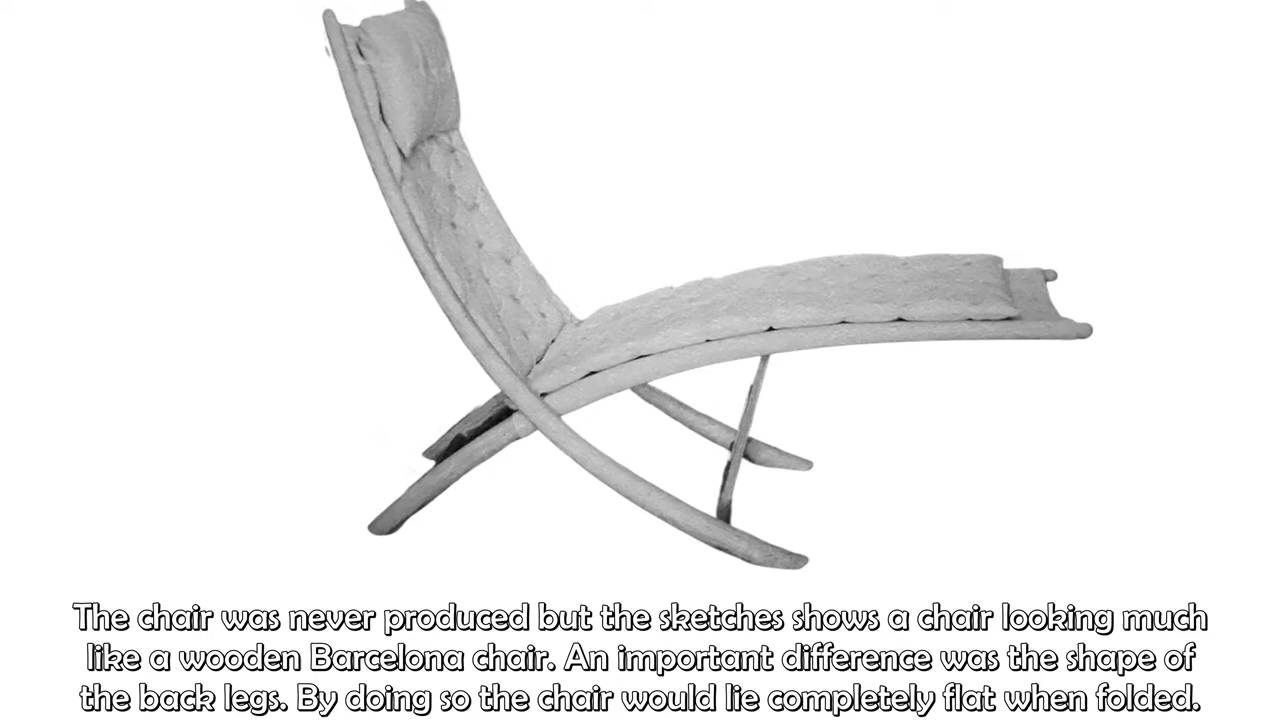 The chair was never produced but the sketches shows a chair looking much
like a wooden Barcelona chair. An important difference was the shape of
the back legs. By doing so the chair would lie completely flat when folded.